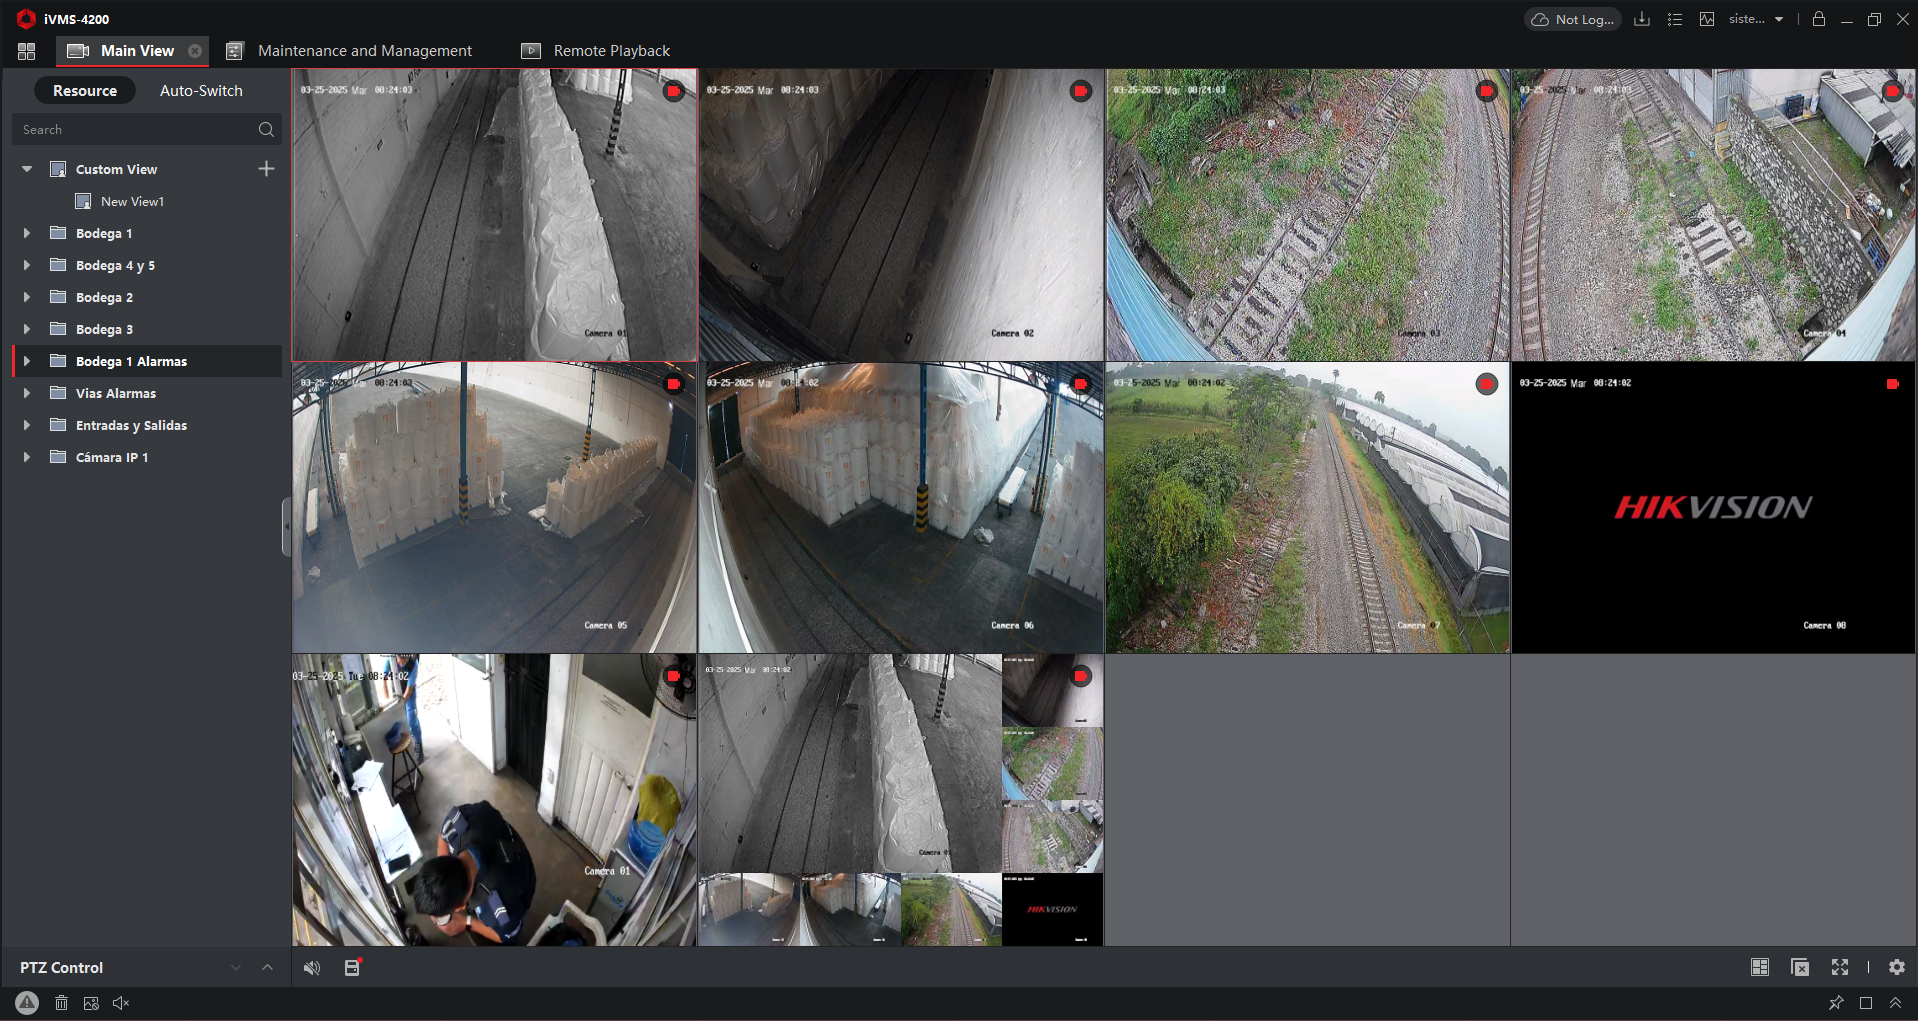 iVMS-4200
Not Log...
siste...
Main View
Maintenance and Management
Remote Playback
Resource
Auto-Switch
Search
Custom View
New View1
Bodega 1
Bodega 4 y 5
Bodega 2
Bodega 3
Bodega 1 Alarmas
Vias Alarmas
Entradas y Salidas
Cámara IP 1
03-25-2025 Mar 08:24:03
Camera 01
03-25-2025 Mar 08:24:03
Camera 02
03-25-2025 Mar 08:24:03
Camera 03
03-25-2025 Mar 08:24:03
Camera 04
03-25-2025 Mar 08:24:03
Camera 05
03-25-2025 Mar 08:24:02
Camera 06
03-25-2025 Mar 08:24:02
Camera 07
03-25-2025 Mar 08:24:02
HIKVISION
Camera 08
03-25-2025 Tue 08:24:02
Camera 01
03-25-2025 Mar 08:24:02
Camera 01
HIKVISION
PTZ Control